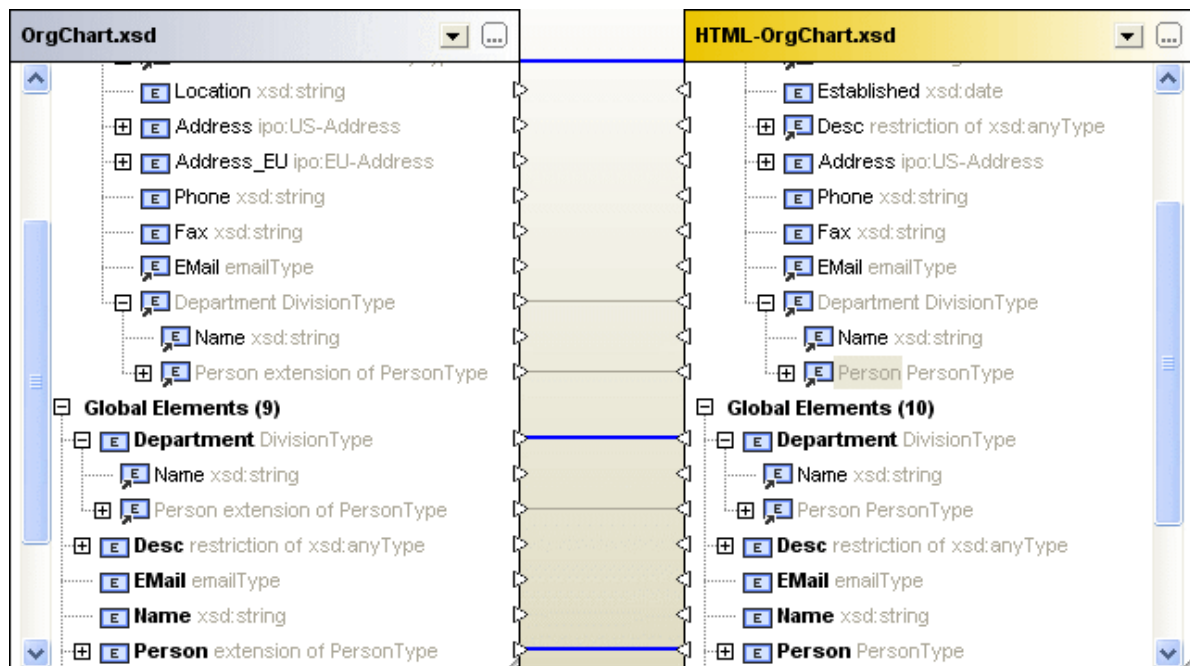 OrgChart.xsd
Location xsd:string
Address ipo:US-Address
Address_EU ipo:EU-Address
Phone xsd:string
Fax xsd:string
EMail emailType
Department DivisionType
Name xsd:string
Person extension of PersonType
Global Elements (9)
Department DivisionType
Name xsd:string
Person extension of PersonType
Desc restriction of xsd:anyType
EMail emailType
Name xsd:string
Person extension of PersonType
HTML-OrgChart.xsd
Established xsd:date
Desc restriction of xsd:anyType
Address ipo:US-Address
Phone xsd:string
Fax xsd:string
EMail emailType
Department DivisionType
Name xsd:string
Person PersonType
Global Elements (10)
Department DivisionType
Name xsd:string
Person PersonType
Desc restriction of xsd:anyType
EMail emailType
Name xsd:string
Person PersonType